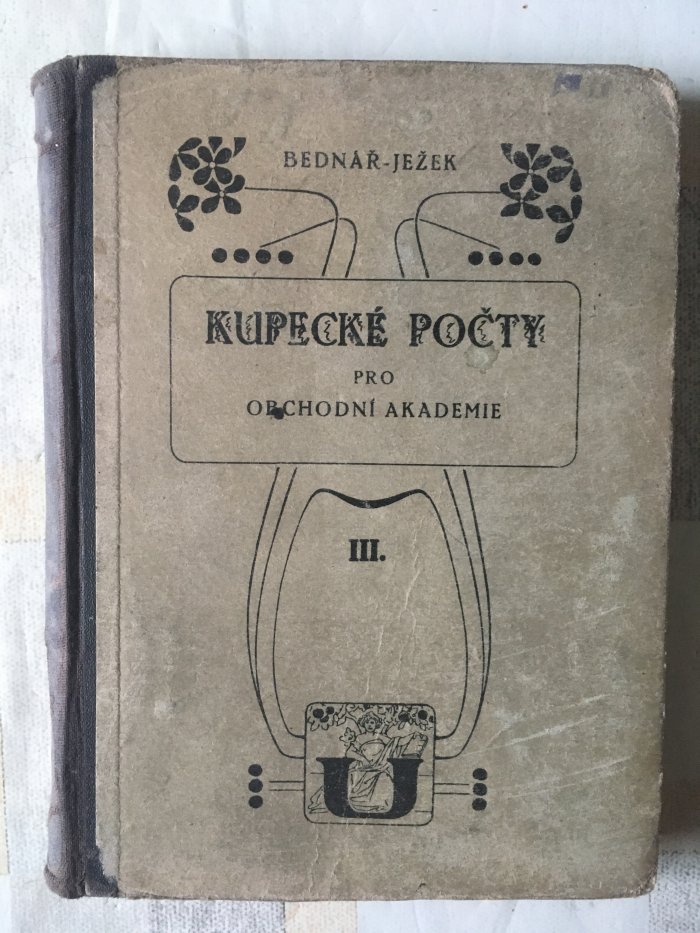 BEDNÁŘ-JEŽEK
KUPECKÉ POČTY
PRO
OBCHODNÍ AKADEMIE
III.
U